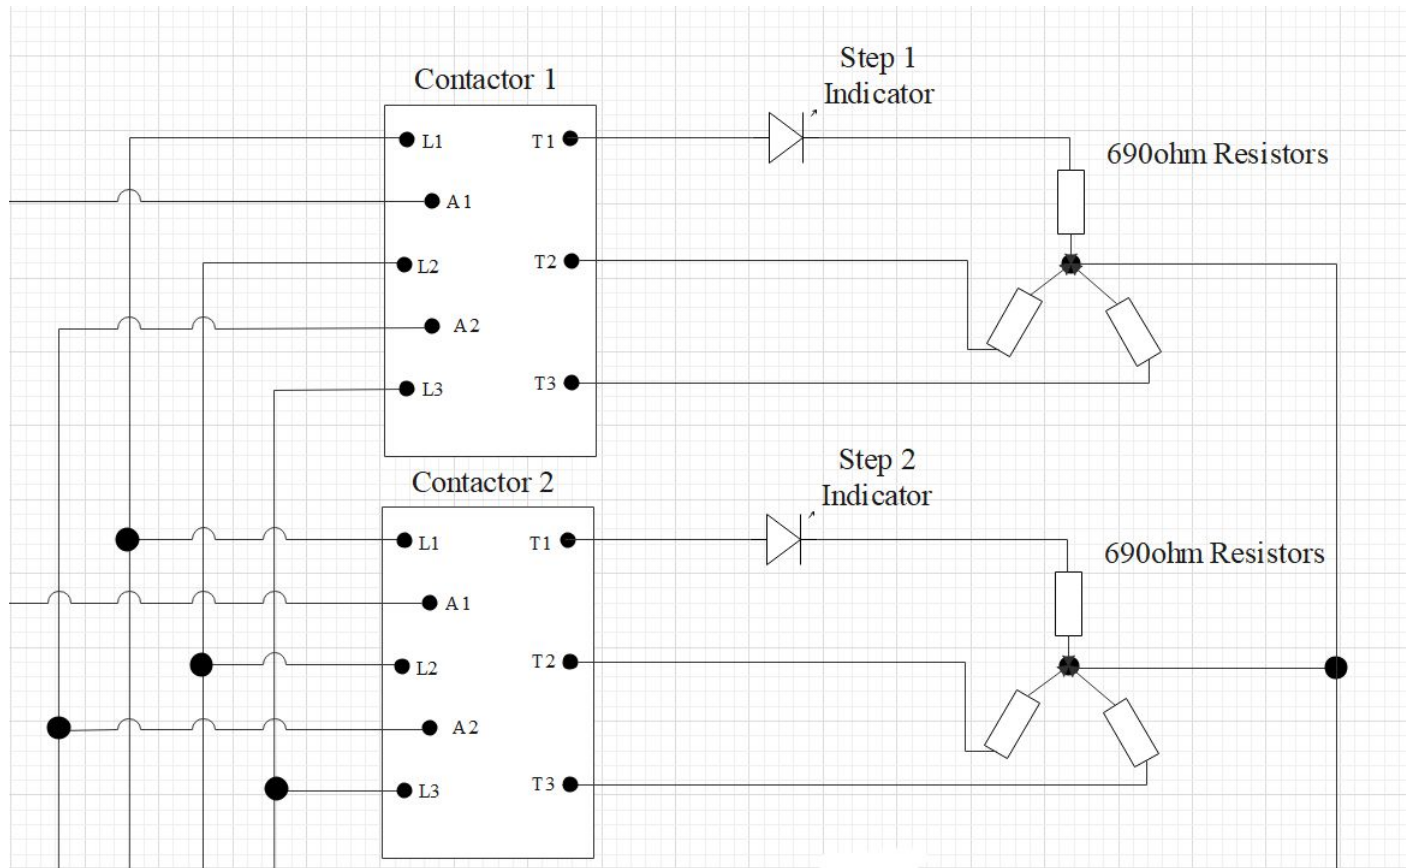 Step 1
Indicator
Contactor 1
L1
T1
690ohm Resistors
A1
L2
T2
A2
L3
T3
Contactor 2
Step 2
Indicator
L1
T1
690ohm Resistors
A1
L2
T2
A2
L3
T3